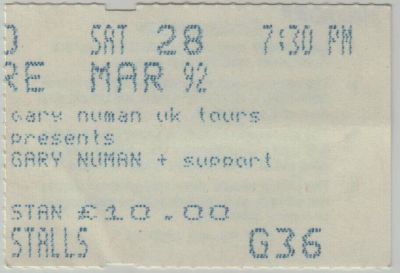 SAT 28 7:30 PM
RE MAR 92
gary numan uk tours
presents
GARY NUMAN + support
STAN £10.00
STALLS G36